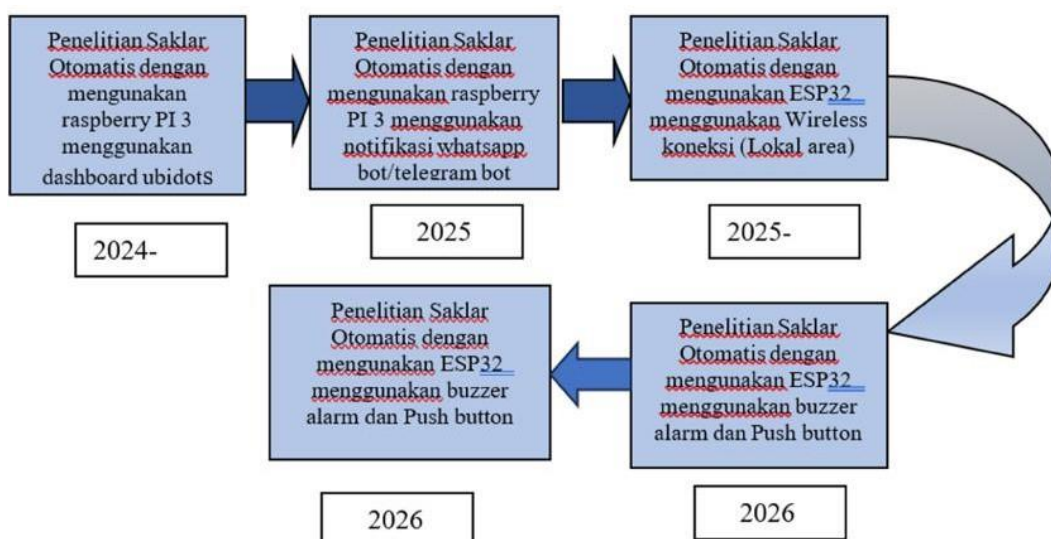 Penelitian Saklar
Otomatis dengan
mengunakan
raspberry PI 3
menggunakan
dashboard ubidots
Penelitian Saklar
Otomatis dengan
mengunakan raspberry
PI 3 menggunakan
notifikasi whatsapp
bot/telegram bot
Penelitian Saklar
Otomatis dengan
mengunakan ESP32
menggunakan Wireless
koneksi (Lokal area)
2024-
2025
2025-
Penelitian Saklar
Otomatis dengan
mengunakan ESP32
menggunakan buzzer
alarm dan Push button
Penelitian Saklar
Otomatis dengan
mengunakan ESP32
menggunakan buzzer
alarm dan Push button
2026
2026